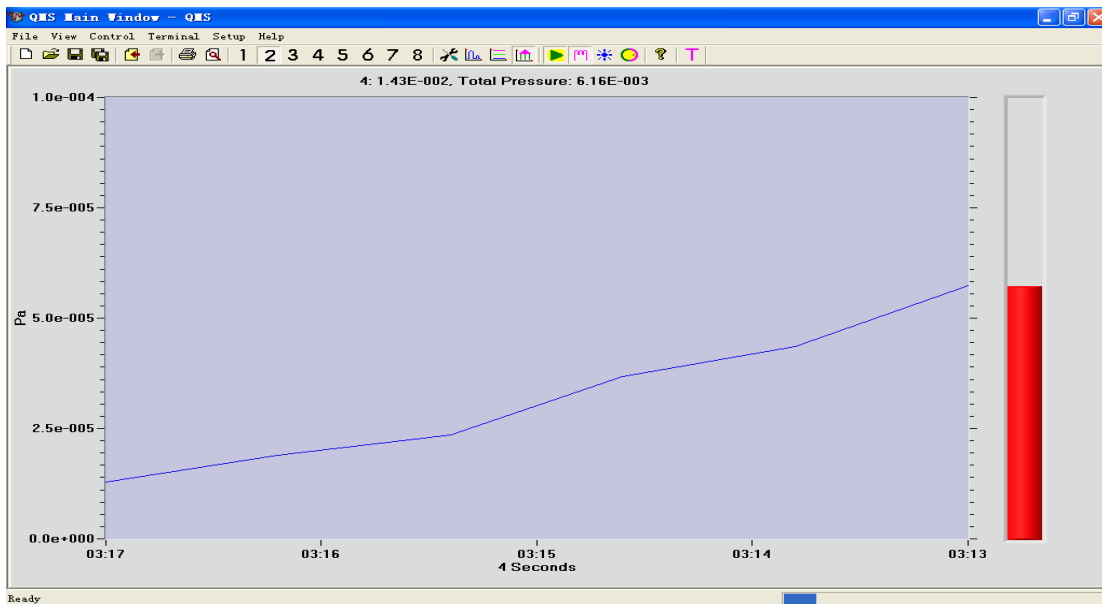 QMS Main Window - QMS
File View Control Terminal Setup Help
1 2 3 4 5 6 7 8 T
4: 1.43E-002, Total Pressure: 6.16E-003
1.0e-004
7.5e-005
Pa
5.0e-005
2.5e-005
0.0e+000
03:17 03:16 03:15 03:14 03:13
4 Seconds
Ready